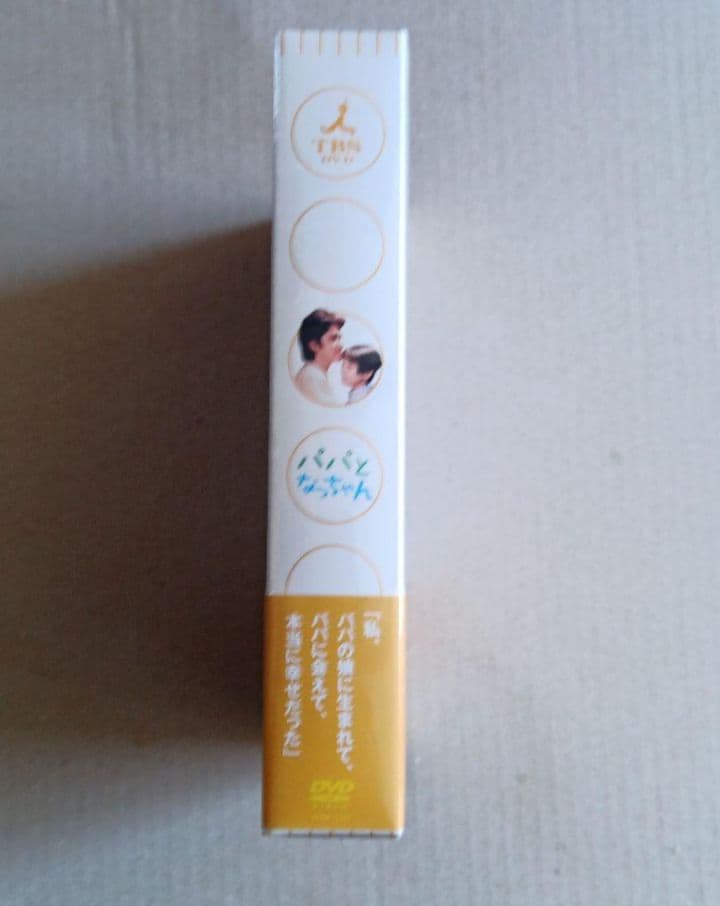 TBS
DVD
パパと
なっちゃん
『私、
パパの娘に生まれて、
パパに会えて、
本当に幸せだった』
DVD
VIDEO